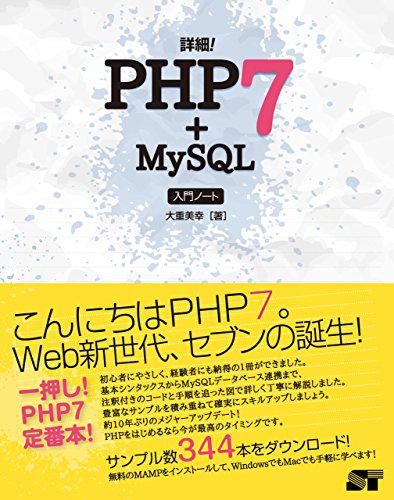 詳細!
PHP7
+
MySQL
入門ノート
大重美幸 [著]
こんにちはPHP7。
Web新世代、セブンの誕生!
一押し!
PHP7
定番本!
初心者にやさしく、経験者にも納得の1冊ができました。
基本シンタックスからMySQLデータベース連携まで、
注釈付きのコードと手順を追った図で詳しく丁寧に解説しました。
豊富なサンプルを積み重ねて確実にスキルアップしましょう。
約10年ぶりのメジャーアップデート!
PHPをはじめるなら今が最高のタイミングです。
サンプル数344本をダウンロード!
無料のMAMPをインストールして、WindowsでもMacでも手軽に学べます!
ST